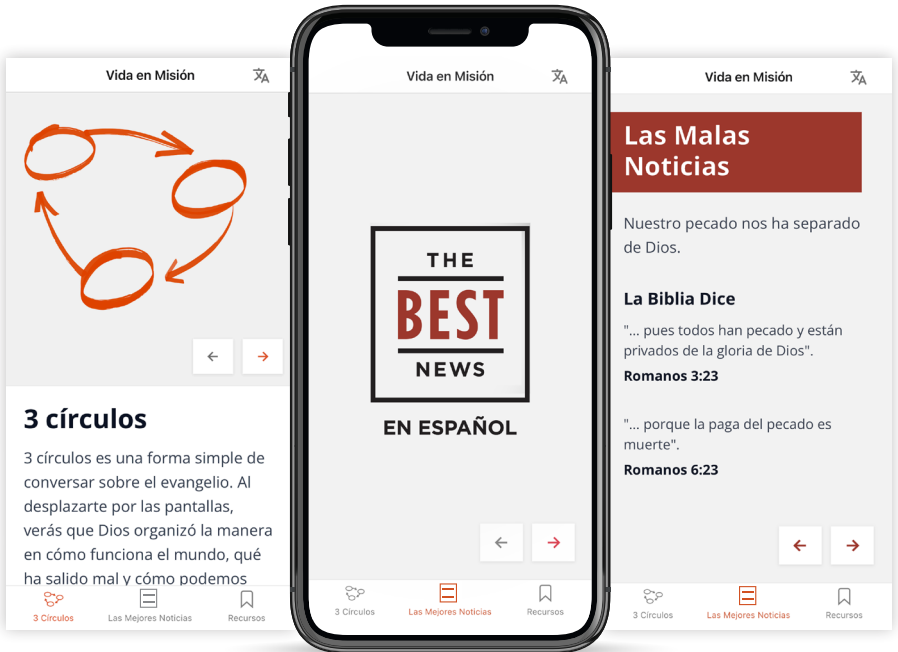 Vida en Misión
3 círculos
3 círculos es una forma simple de
conversar sobre el evangelio. Al
desplazarte por las pantallas,
verás que Dios organizó la manera
en cómo funciona el mundo, qué
ha salido mal y cómo podemos
3 Círculos
Las Mejores Noticias
Recursos
Vida en Misión
THE
BEST
NEWS
EN ESPAÑOL
3 Círculos
Las Mejores Noticias
Recursos
Vida en Misión
Las Malas
Noticias
Nuestro pecado nos ha separado
de Dios.
La Biblia Dice
"... pues todos han pecado y están
privados de la gloria de Dios".
Romanos 3:23
"... porque la paga del pecado es
muerte".
Romanos 6:23
3 Círculos
Las Mejores Noticias
Recursos